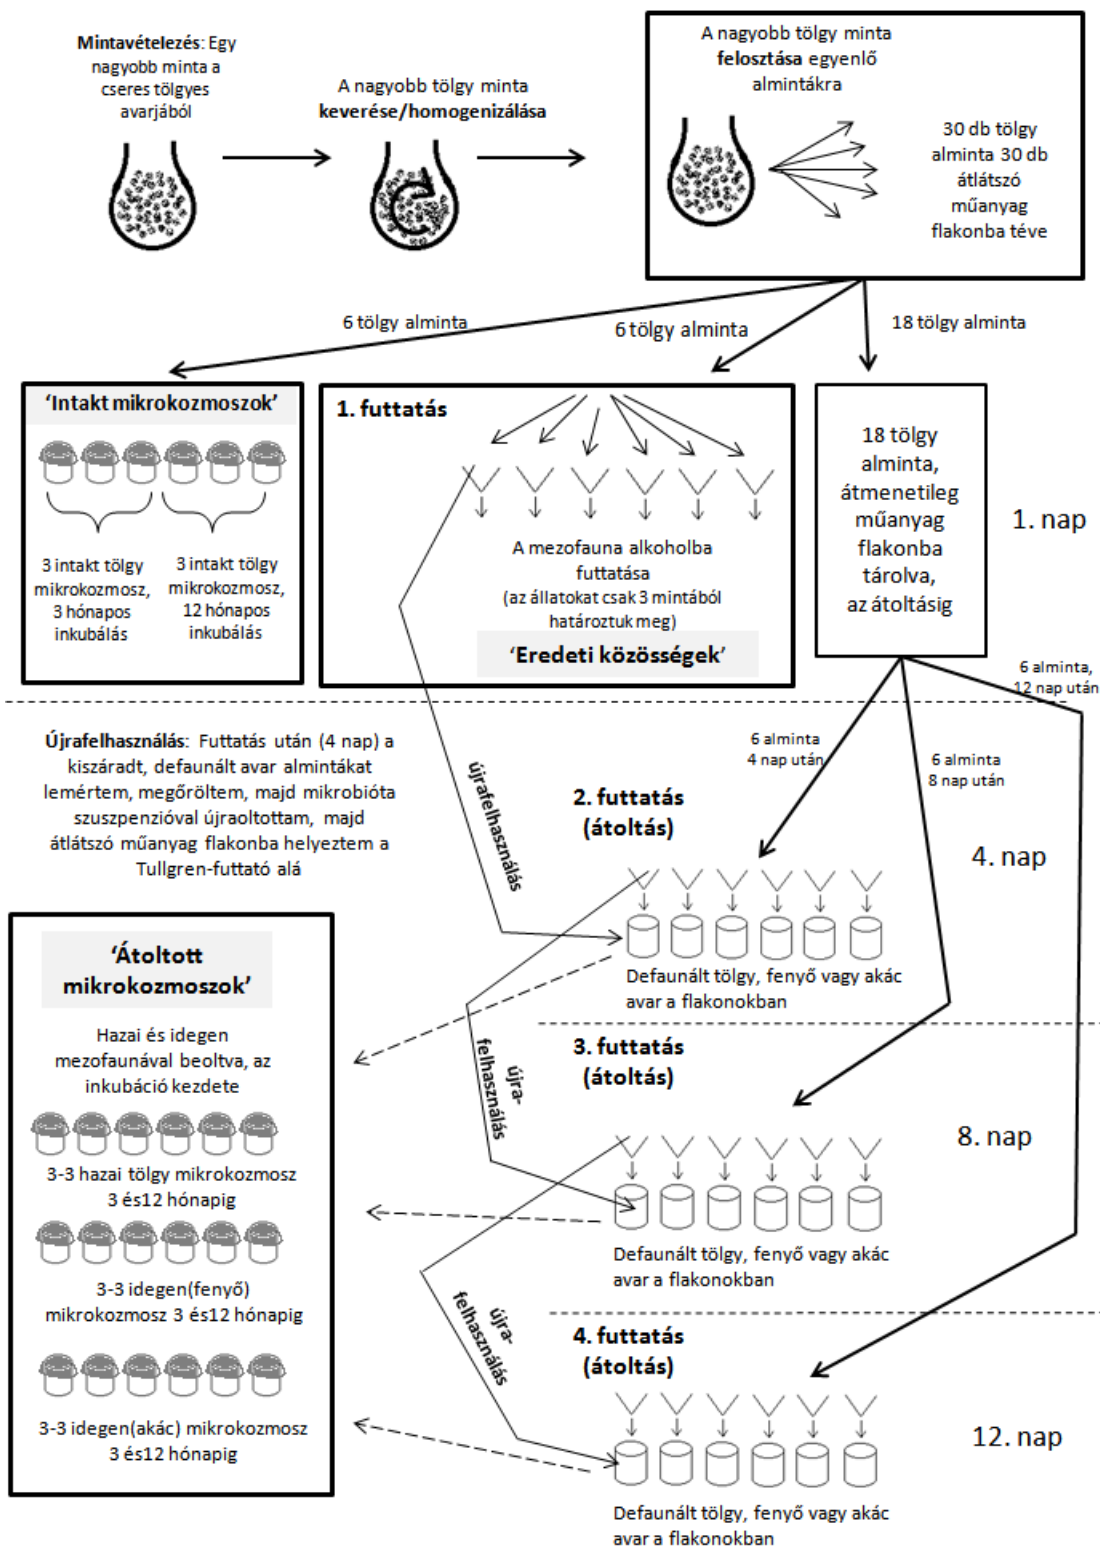 Mintavételezés: Egy
nagyobb minta a
cseres tölgyes
avarjából
A nagyobb tölgy minta
keverése/homogenizálása
A nagyobb tölgy minta
felosztása egyenlő
almintákra
30 db tölgy
alminta 30 db
átlátszó
műanyag
flakonba téve
6 tölgy alminta
6 tölgy alminta
18 tölgy alminta
‘Intakt mikrokozmoszok’
3 intakt tölgy
mikrokozmosz,
3 hónapos
inkubálás
3 intakt tölgy
mikrokozmosz,
12 hónapos
inkubálás
1. futtatás
A mezofauna alkoholba
futtatása
(az állatokat csak 3 mintából
határoztuk meg)
‘Eredeti közösségek’
18 tölgy
alminta,
átmenetileg
műanyag
flakonba
tárolva,
az átoltásig
1. nap
6 alminta,
12 nap után
6 alminta
4 nap után
6 alminta
8 nap után
Újrafelhasználás: Futtatás után (4 nap) a
kiszáradt, defaunált avar almintákat
lemértem, megőröltem, majd mikrobióta
szuszpenzióval újraoltottam, majd
átlátszó műanyag flakonba helyeztem a
Tullgren-futtató alá
újrafelhasználás
2. futtatás
(átoltás)
4. nap
Defaunált tölgy, fenyő vagy akác
avar a flakonokban
‘Átoltott
mikrokozmoszok’
Hazai és idegen
mezofaunával beoltva, az
inkubáció kezdete
3-3 hazai tölgy mikrokozmosz
3 és12 hónapig
3-3 idegen(fenyő)
mikrokozmosz 3 és12 hónapig
3-3 idegen(akác) mikrokozmosz
3 és12 hónapig
újra-
felhasználás
3. futtatás
(átoltás)
8. nap
Defaunált tölgy, fenyő vagy akác
avar a flakonokban
újra-
felhasználás
4. futtatás
(átoltás)
12. nap
Defaunált tölgy, fenyő vagy akác
avar a flakonokban